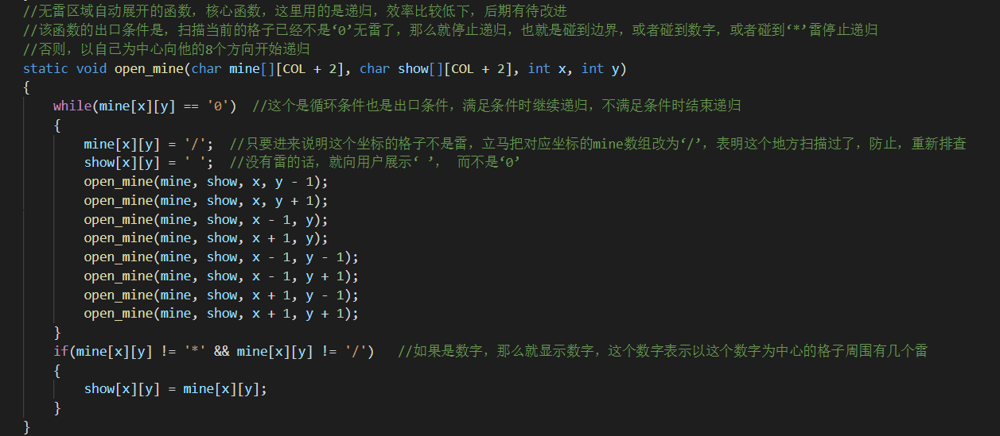 //无雷区域自动展开的函数，核心函数，这里用的是递归，效率比较低下，后期有待改进
//该函数的出口条件是，扫描当前的格子已经不是‘0’无雷了，那么就停止递归，也就是碰到边界，或者碰到数字，或者碰到‘*’雷停止递归
//否则，以自己为中心向他的8个方向开始递归
static void open_mine(char mine[][COL + 2], char show[][COL + 2], int x, int y)
{
    while(mine[x][y] == '0')  //这个是循环条件也是出口条件，满足条件时继续递归，不满足条件时结束递归
    {
        mine[x][y] = '/';  //只要进来说明这个坐标的格子不是雷，立马把对应坐标的mine数组改为‘/’，表明这个地方扫描过了，防止，重新排查
        show[x][y] = ' ';  //没有雷的话，就向用户展示‘ ’， 而不是‘0’
        open_mine(mine, show, x, y - 1);
        open_mine(mine, show, x, y + 1);
        open_mine(mine, show, x - 1, y);
        open_mine(mine, show, x + 1, y);
        open_mine(mine, show, x - 1, y - 1);
        open_mine(mine, show, x - 1, y + 1);
        open_mine(mine, show, x + 1, y - 1);
        open_mine(mine, show, x + 1, y + 1);
    }
    if(mine[x][y] != '*' && mine[x][y] != '/')   //如果是数字，那么就显示数字，这个数字表示以这个数字为中心的格子周围有几个雷
    {
        show[x][y] = mine[x][y];
    }
}